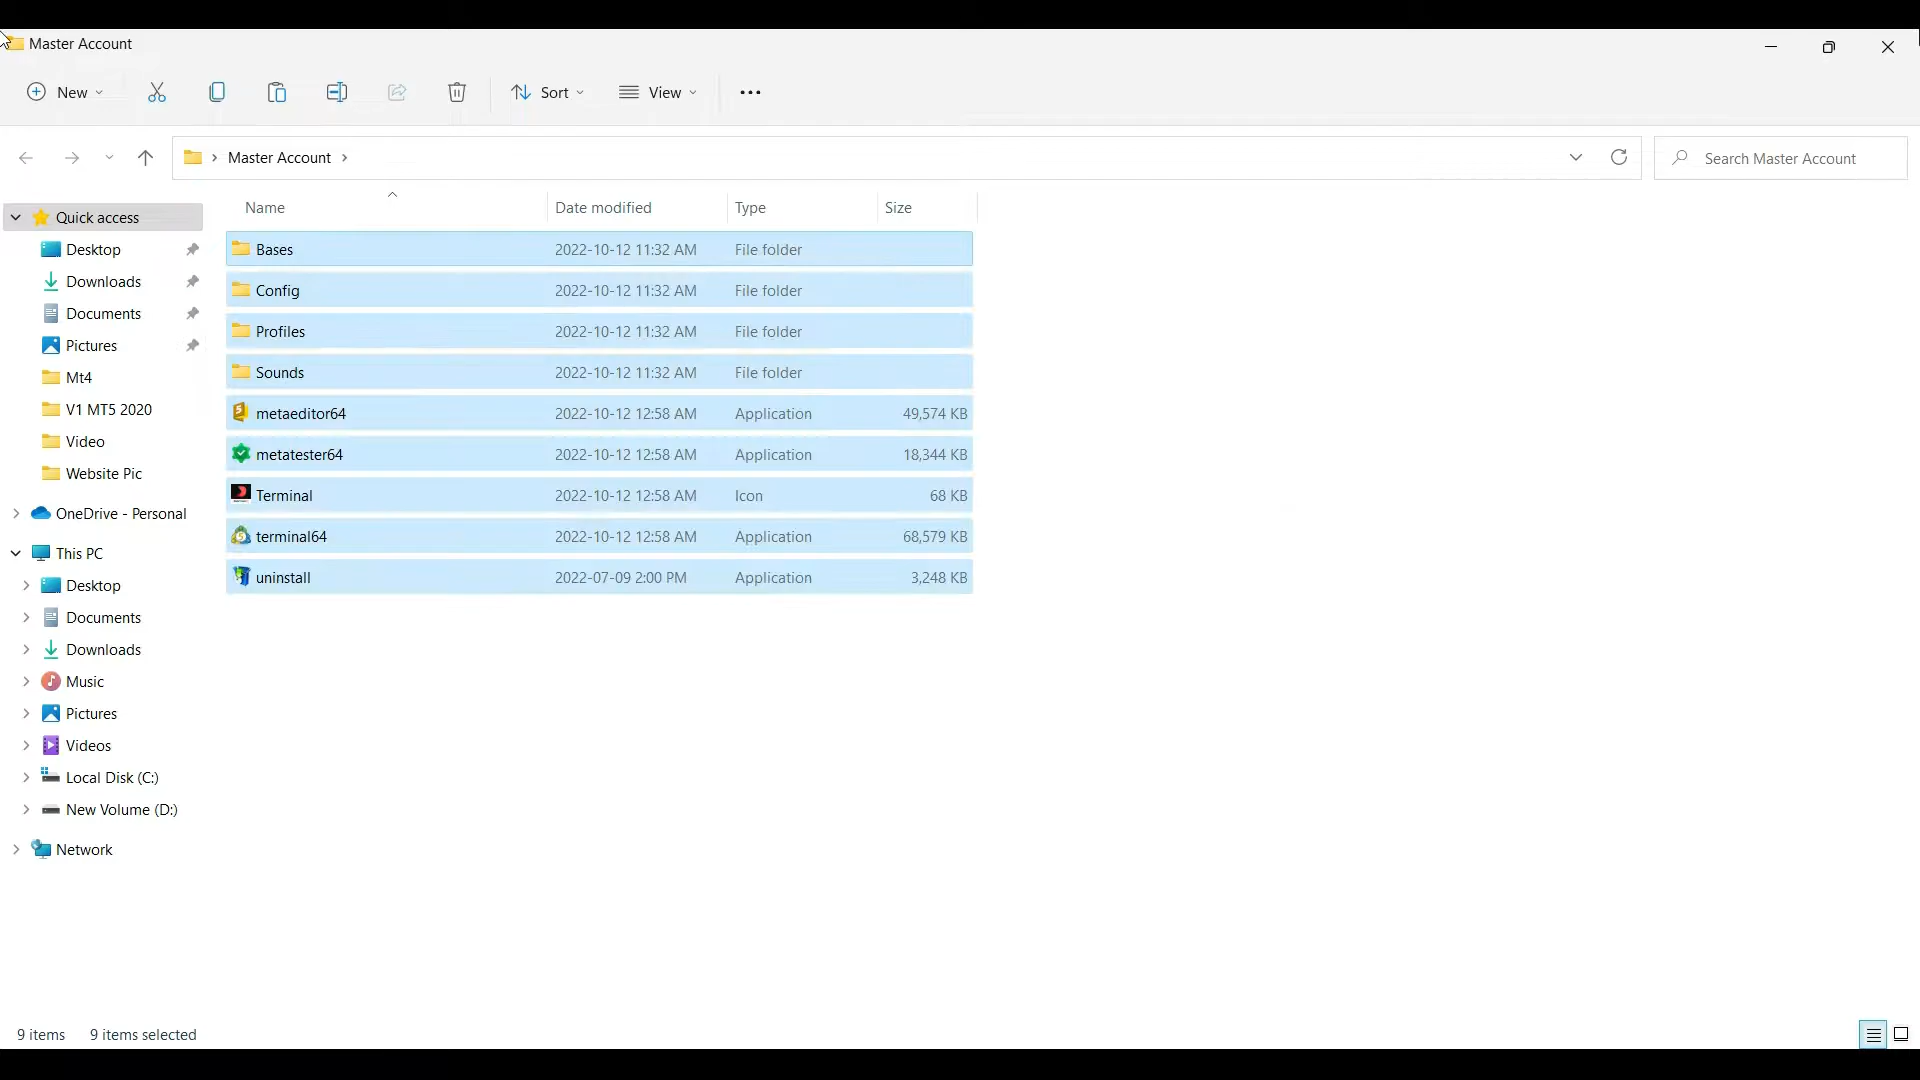 Master Account
New
Sort
View
Master Account
Search Master Account
Name Date modified Type Size
Quick access
Desktop
Downloads
Documents
Pictures
Mt4
V1 MT5 2020
Video
Website Pic
OneDrive - Personal
This PC
Desktop
Documents
Downloads
Music
Pictures
Videos
Local Disk (C:)
New Volume (D:)
Network
Bases 2022-10-12 11:32 AM File folder
Config 2022-10-12 11:32 AM File folder
Profiles 2022-10-12 11:32 AM File folder
Sounds 2022-10-12 11:32 AM File folder
metaeditor64 2022-10-12 12:58 AM Application 49,574 KB
metatester64 2022-10-12 12:58 AM Application 18,344 KB
Terminal 2022-10-12 12:58 AM Icon 68 KB
terminal64 2022-10-12 12:58 AM Application 68,579 KB
uninstall 2022-07-09 2:00 PM Application 3,248 KB
9 items 9 items selected